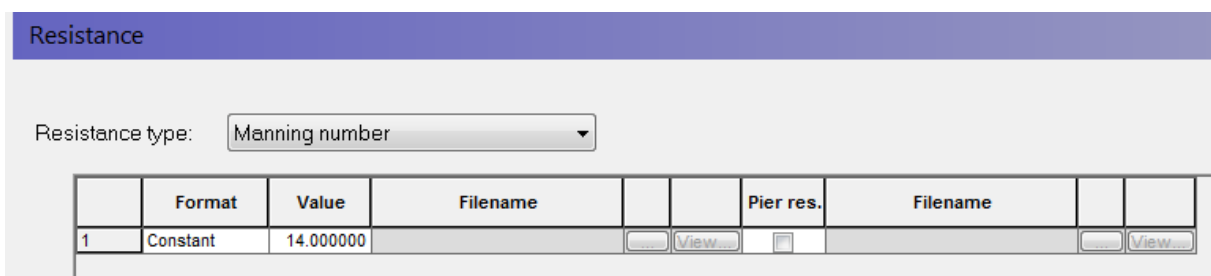 Resistance
Resistance type: Manning number
Format Value Filename Pier res. Filename
1 Constant 14.000000 ... View... ... View...